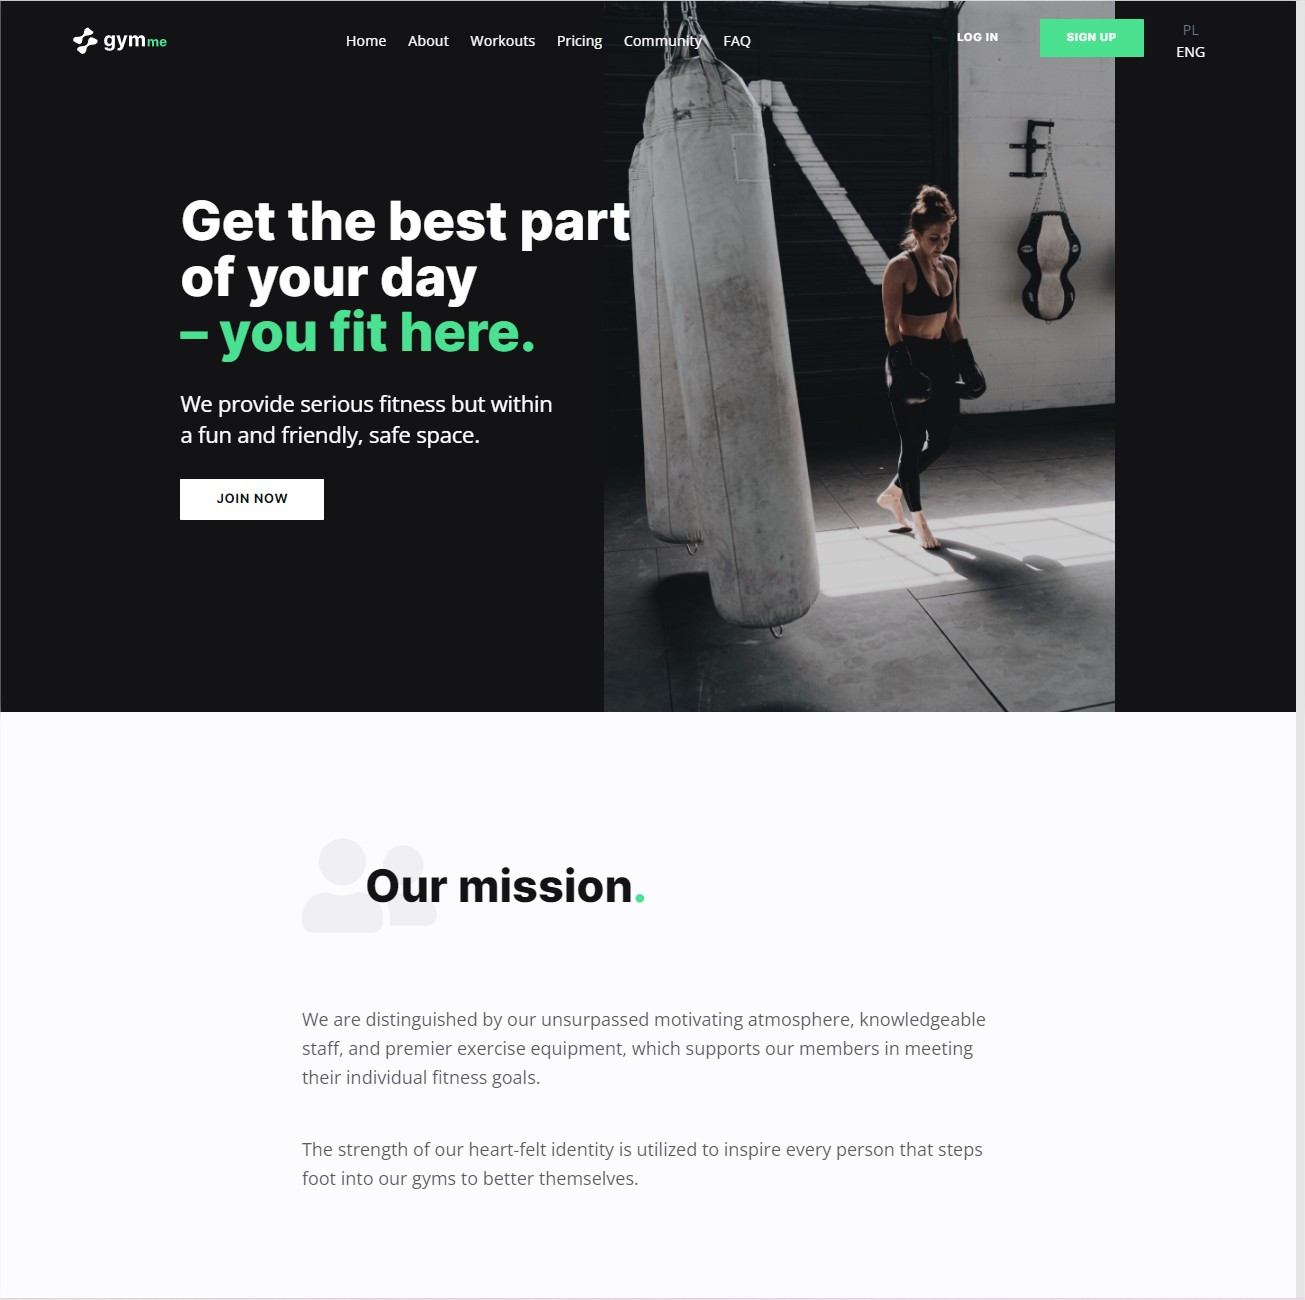 gymme
Home About Workouts Pricing Community FAQ
LOG IN
SIGN UP
PL
ENG
Get the best part
of your day
– you fit here.
We provide serious fitness but within
a fun and friendly, safe space.
JOIN NOW
Our mission.
We are distinguished by our unsurpassed motivating atmosphere, knowledgeable
staff, and premier exercise equipment, which supports our members in meeting
their individual fitness goals.
The strength of our heart-felt identity is utilized to inspire every person that steps
foot into our gyms to better themselves.